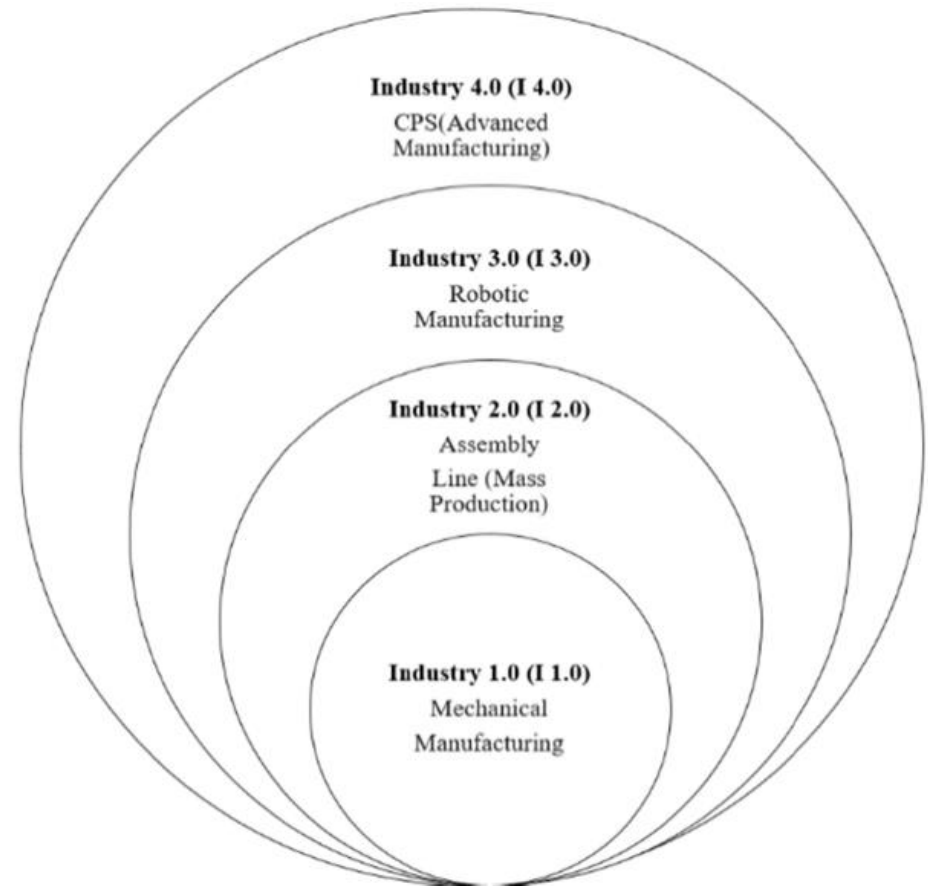 Industry 4.0 (I 4.0)
CPS(Advanced
Manufacturing)
Industry 3.0 (I 3.0)
Robotic
Manufacturing
Industry 2.0 (I 2.0)
Assembly
Line (Mass
Production)
Industry 1.0 (I 1.0)
Mechanical
Manufacturing